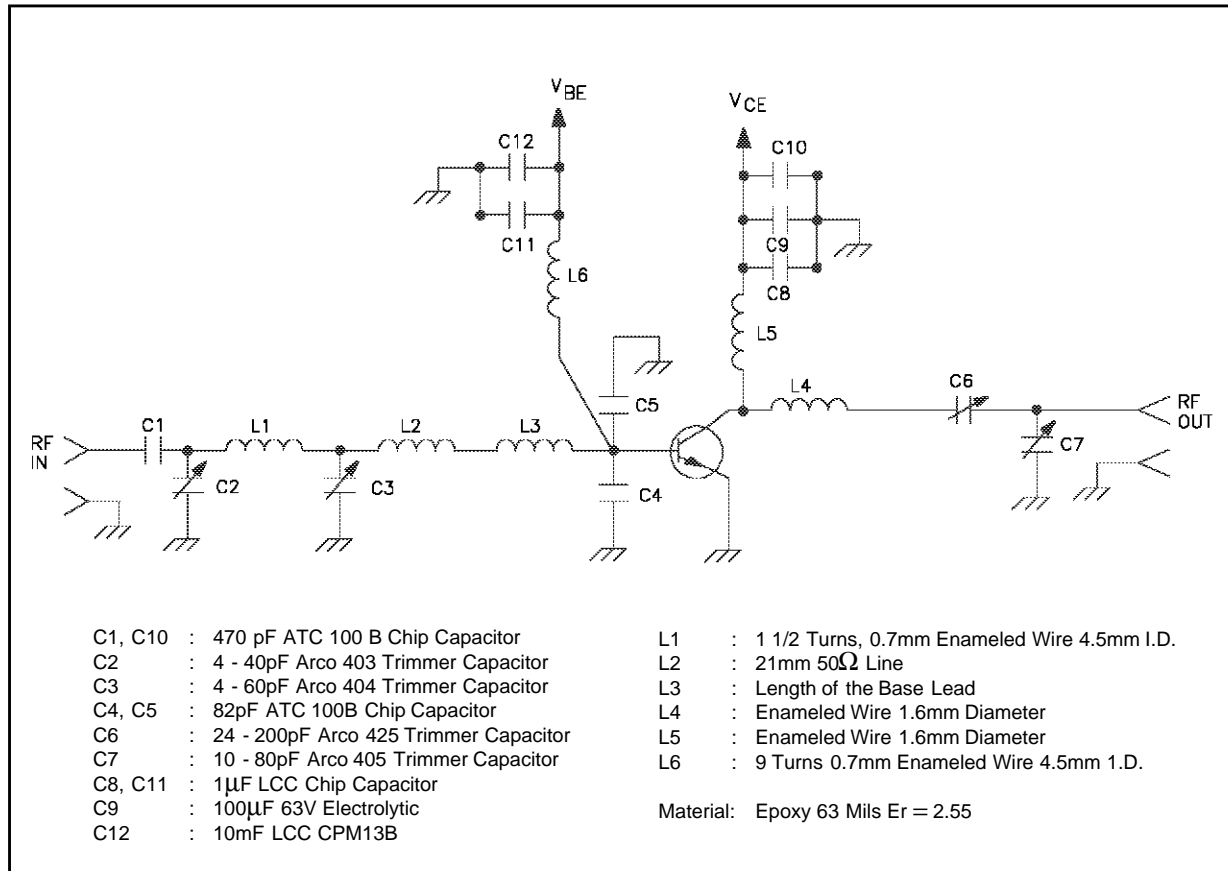 V BE
V CE
C12
C10
C11
C9
L6
C8
L5
C5
L4
C6
RF
OUT
C1
L1
L2
L3
RF
IN
C7
C2
C3
C4
C1, C10 : 470 pF ATC 100 B Chip Capacitor
C2 : 4 - 40pF Arco 403 Trimmer Capacitor
C3 : 4 - 60pF Arco 404 Trimmer Capacitor
C4, C5 : 82pF ATC 100B Chip Capacitor
C6 : 24 - 200pF Arco 425 Trimmer Capacitor
C7 : 10 - 80pF Arco 405 Trimmer Capacitor
C8, C11 : 1μF LCC Chip Capacitor
C9 : 100μF 63V Electrolytic
C12 : 10mF LCC CPM13B
L1 : 1 1/2 Turns, 0.7mm Enameled Wire 4.5mm I.D.
L2 : 21mm 50Ω Line
L3 : Length of the Base Lead
L4 : Enameled Wire 1.6mm Diameter
L5 : Enameled Wire 1.6mm Diameter
L6 : 9 Turns 0.7mm Enameled Wire 4.5mm 1.D.
Material: Epoxy 63 Mils Er = 2.55